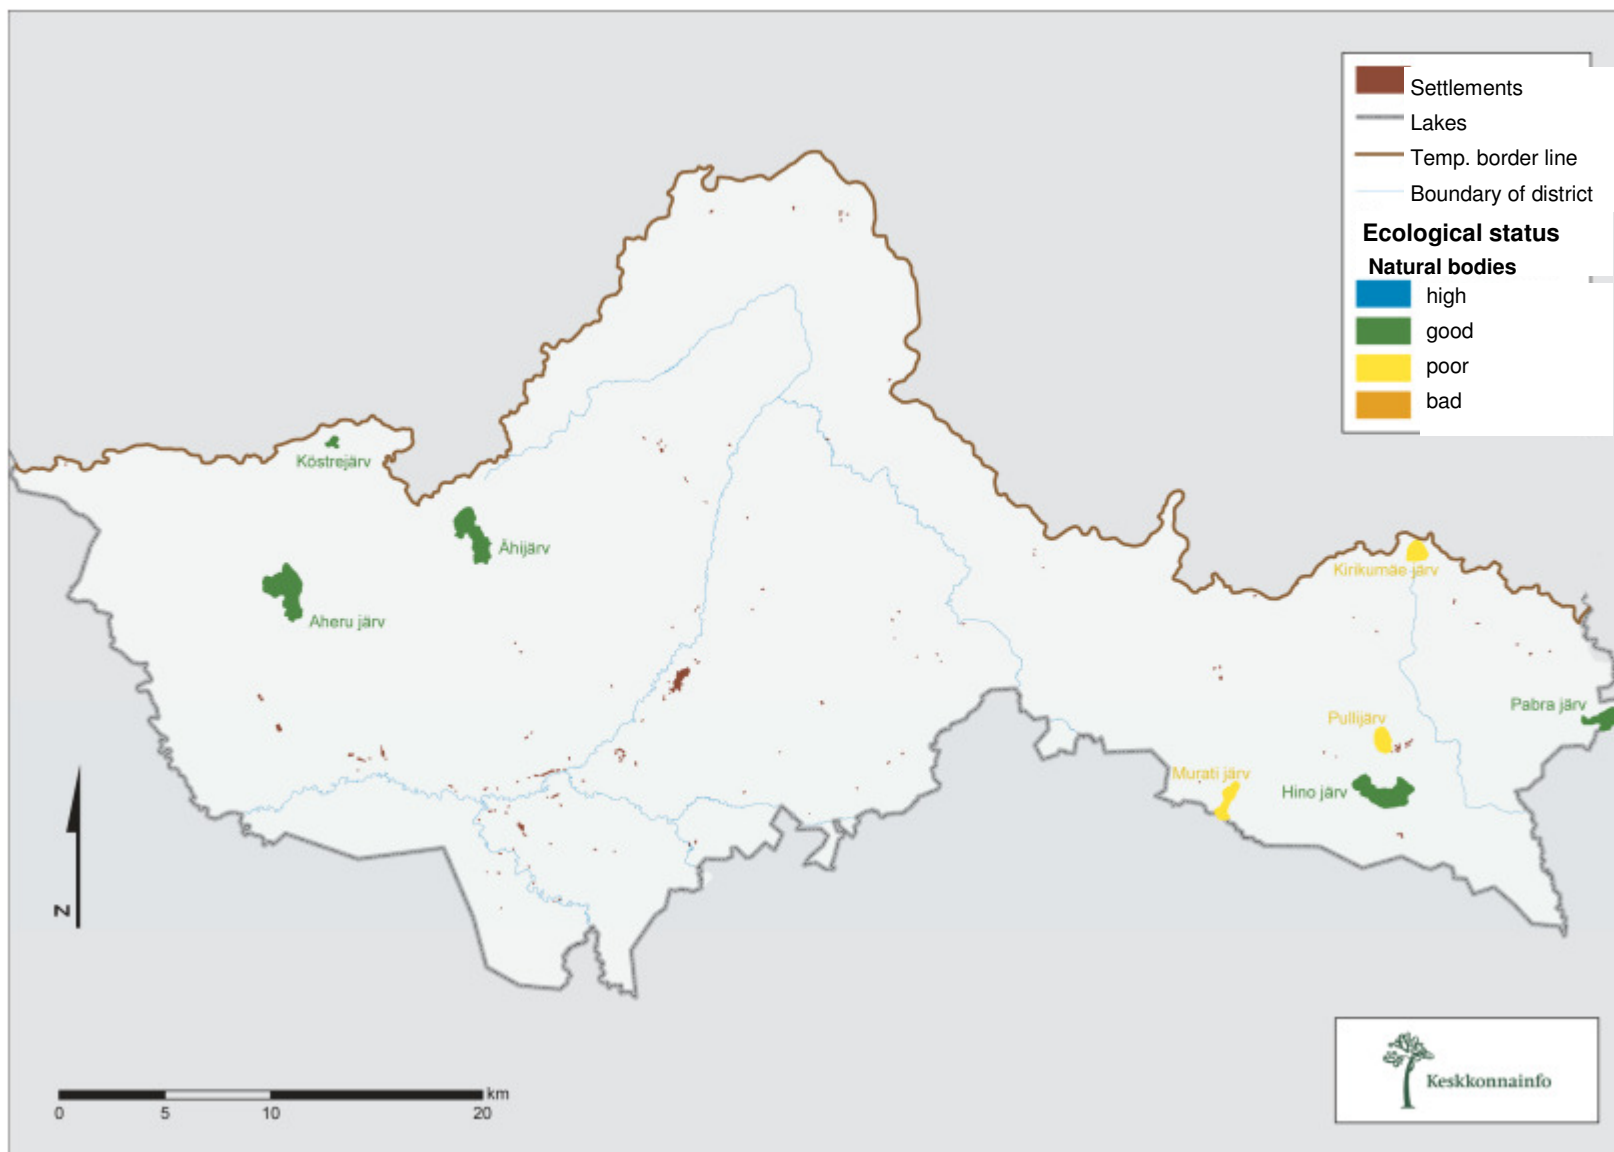 Settlements
Lakes
Temp. border line
Boundary of district
Ecological status
Natural bodies
high
good
poor
bad
Köstrejärv
Ähijärv
Aheru järv
Kirikumäe järv
Pabra järv
Pullijärv
Murati järv
Hino järv
N
km
0 5 10 20
Keskkonnainfo